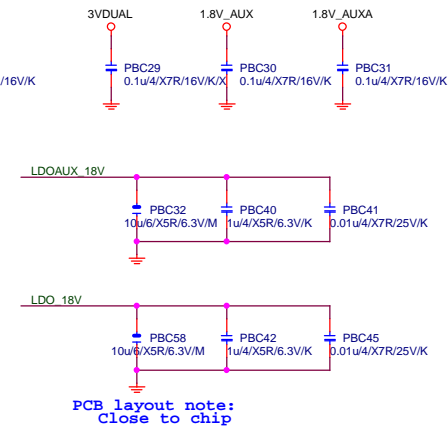 3VDUAL 1.8V_AUX 1.8V_AUXA
PBC29 PBC30 PBC31
/16V/K 0.1u/4/X7R/16V/K/X 0.1u/4/X7R/16V/K 0.1u/4/X7R/16V/K
LDOAUX_18V
PBC32 PBC40 PBC41
10u/6/X5R/6.3V/M 1u/4/X5R/6.3V/K 0.01u/4/X7R/25V/K
LDO_18V
PBC58 PBC42 PBC45
10u/6/X5R/6.3V/M 1u/4/X5R/6.3V/K 0.01u/4/X7R/25V/K
PCB layout note:
Close to chip